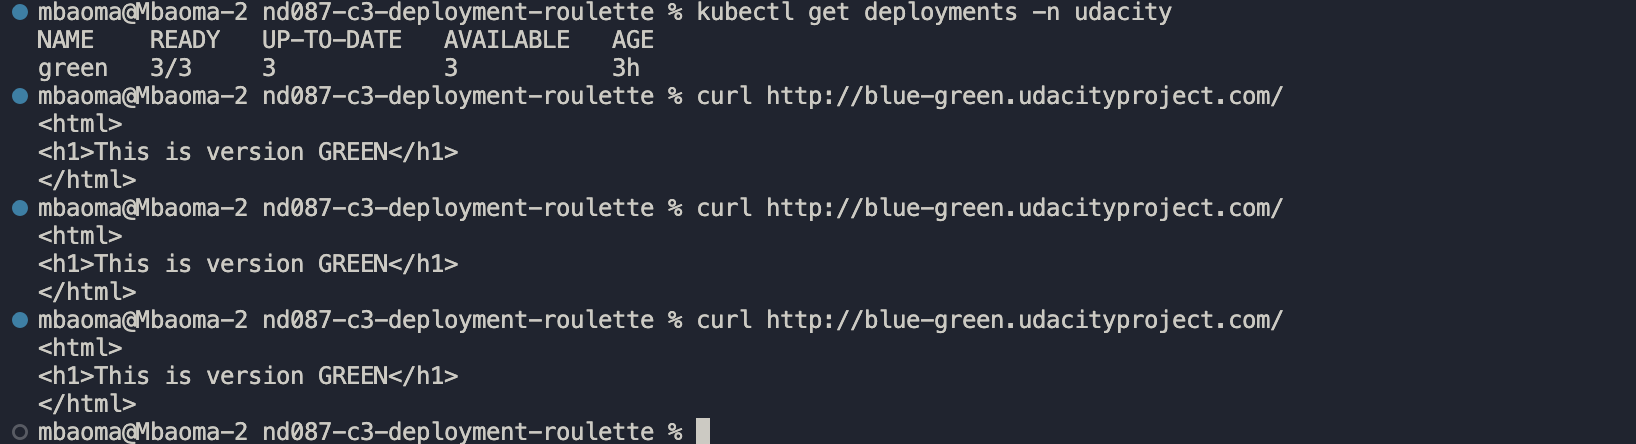 mbaoma@Mbaoma-2 nd087-c3-deployment-roulette % kubectl get deployments -n udacity
NAME    READY   UP-TO-DATE   AVAILABLE   AGE
green   3/3     3            3           3h
mbaoma@Mbaoma-2 nd087-c3-deployment-roulette % curl http://blue-green.udacityproject.com/
<html>
<h1>This is version GREEN</h1>
</html>
mbaoma@Mbaoma-2 nd087-c3-deployment-roulette % curl http://blue-green.udacityproject.com/
<html>
<h1>This is version GREEN</h1>
</html>
mbaoma@Mbaoma-2 nd087-c3-deployment-roulette % curl http://blue-green.udacityproject.com/
<html>
<h1>This is version GREEN</h1>
</html>
mbaoma@Mbaoma-2 nd087-c3-deployment-roulette %